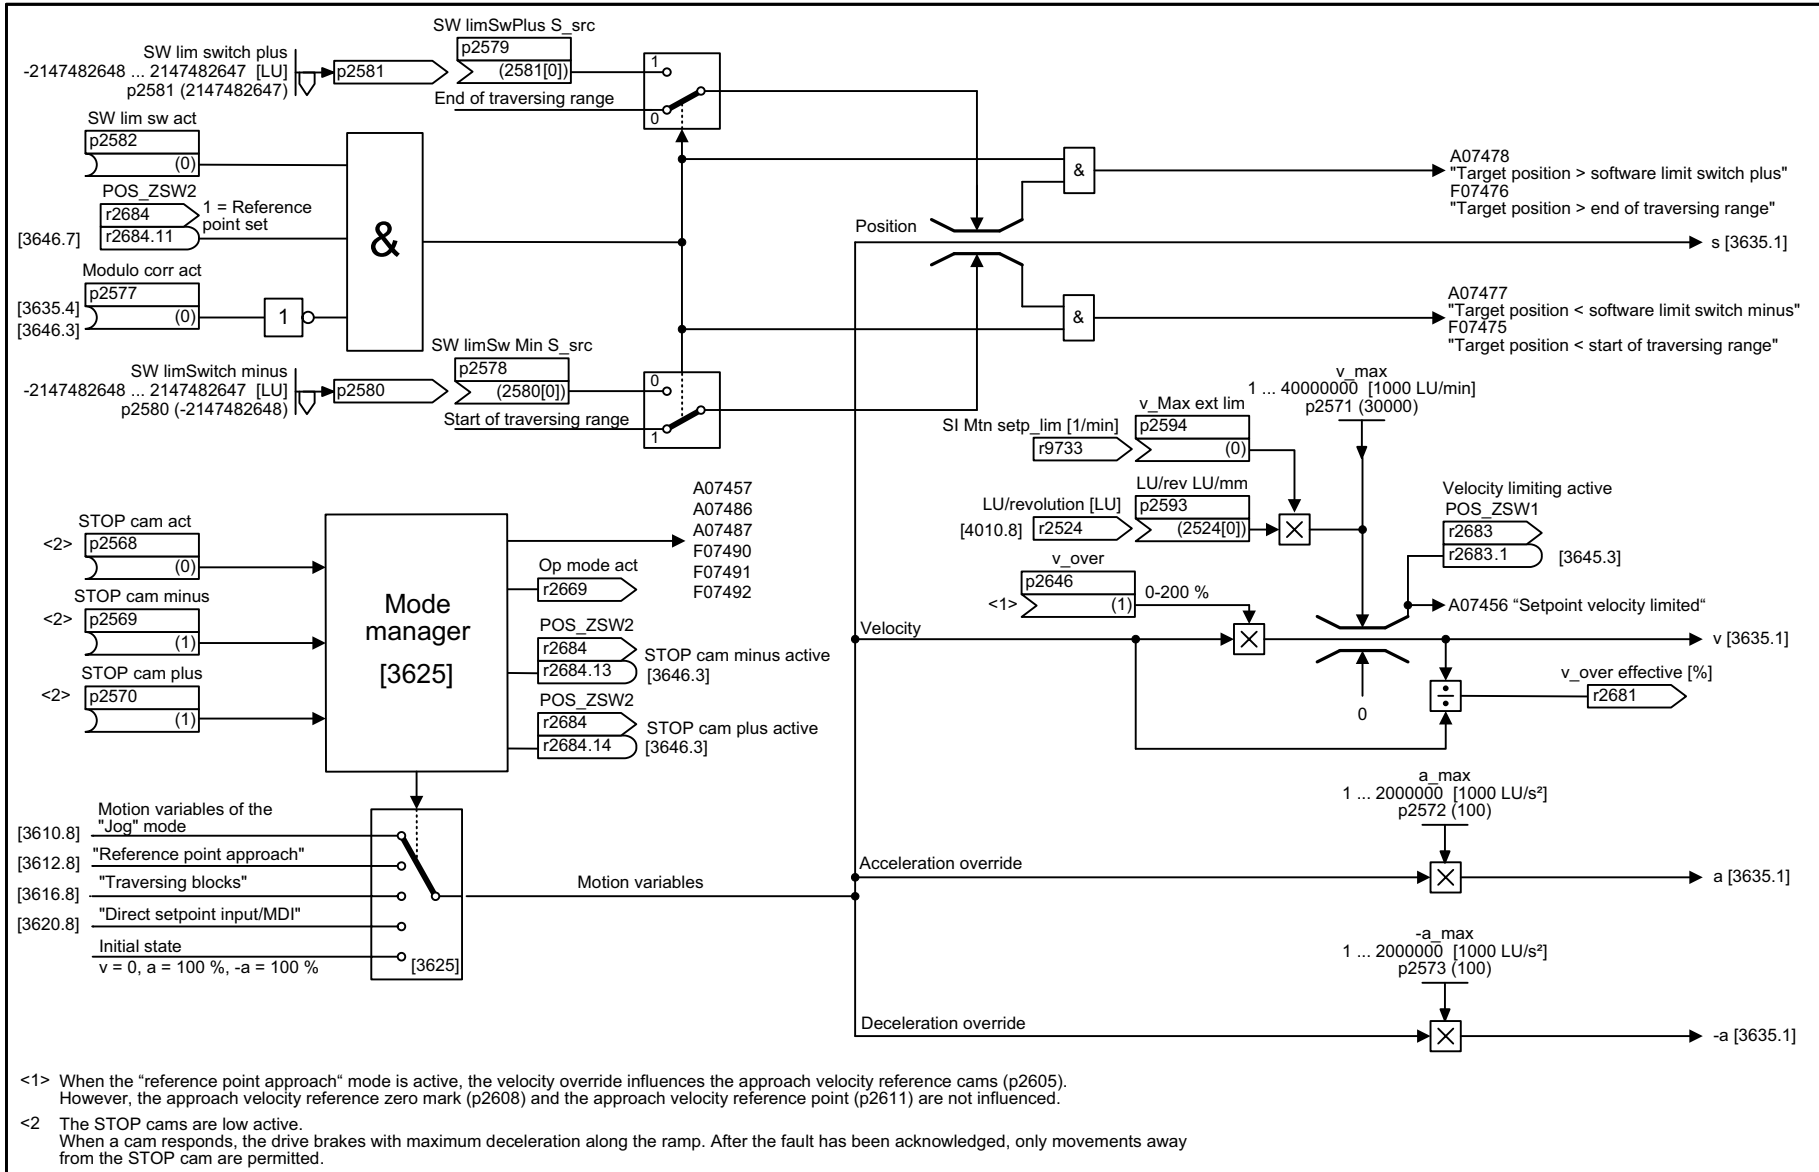 SW limSwPlus S_src
SW lim switch plus
p2579
-2147482648 ... 2147482647 [LU]
p2581
(2581[0])
1
p2581 (2147482647)
End of traversing range
0
SW lim sw act
p2582
(0)
POS_ZSW2
r2684
1 = Reference
point set
[3646.7]
r2684.11
&
Modulo corr act
p2577
[3635.4]
(0)
[3646.3]
1
&
A07478
"Target position > software limit switch plus"
F07476
"Target position > end of traversing range"
Position
s [3635.1]
&
A07477
"Target position < software limit switch minus"
F07475
"Target position < start of traversing range"
SW limSw Min S_src
SW limSwitch minus
p2578
-2147482648 ... 2147482647 [LU]
p2580
(2580[0])
0
p2580 (-2147482648)
Start of traversing range
1
v_max
1 ... 40000000 [1000 LU/min]
p2571 (30000)
v_Max ext lim
SI Mtn setp_lim [1/min]
p2594
r9733
(0)
LU/rev LU/mm
LU/revolution [LU]
p2593
[4010.8]
r2524
(2524[0])
Velocity limiting active
POS_ZSW1
r2683
r2683.1
[3645.3]
v_over
p2646
0-200 %
<1>
(1)
A07456 “Setpoint velocity limited“
Velocity
v [3635.1]
v_over effective [%]
r2681
0
÷
A07457
A07486
A07487
F07490
F07491
F07492
STOP cam act
<2>
p2568
(0)
Op mode act
r2669
STOP cam minus
<2>
p2569
(1)
Mode
manager
[3625]
POS_ZSW2
r2684
STOP cam minus active
r2684.13
[3646.3]
STOP cam plus
<2>
p2570
(1)
POS_ZSW2
r2684
STOP cam plus active
r2684.14
[3646.3]
Motion variables of the
"Jog" mode
[3610.8]
"Reference point approach"
[3612.8]
"Traversing blocks"
[3616.8]
"Direct setpoint input/MDI"
[3620.8]
Initial state
v = 0, a = 100 %, -a = 100 %
[3625]
Motion variables
a_max
1 ... 2000000 [1000 LU/s²]
p2572 (100)
Acceleration override
a [3635.1]
-a_max
1 ... 2000000 [1000 LU/s²]
p2573 (100)
Deceleration override
-a [3635.1]
<1> When the “reference point approach“ mode is active, the velocity override influences the approach velocity reference cams (p2605).
However, the approach velocity reference zero mark (p2608) and the approach velocity reference point (p2611) are not influenced.
<2 The STOP cams are low active.
When a cam responds, the drive brakes with maximum deceleration along the ramp. After the fault has been acknowledged, only movements away
from the STOP cam are permitted.